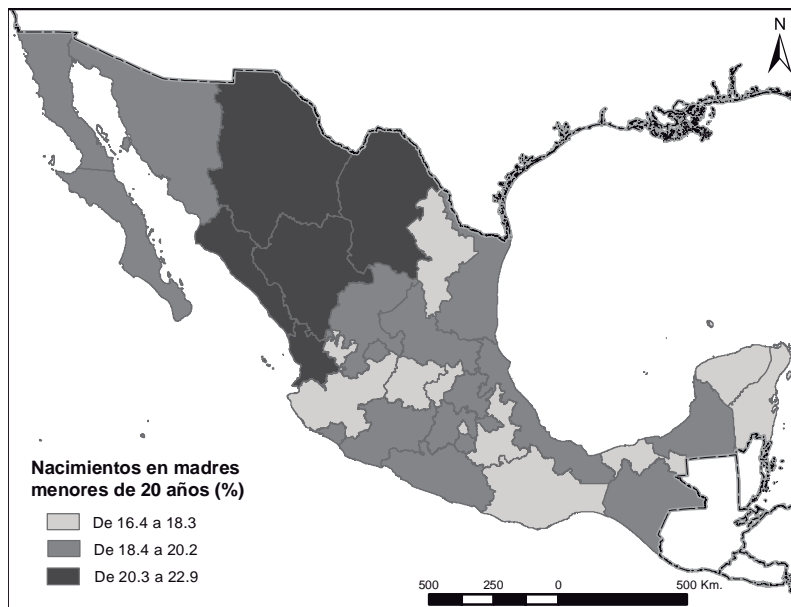 N
Nacimientos en madres
menores de 20 años (%)
De 16.4 a 18.3
De 18.4 a 20.2
De 20.3 a 22.9
500 250 0 500 Km.